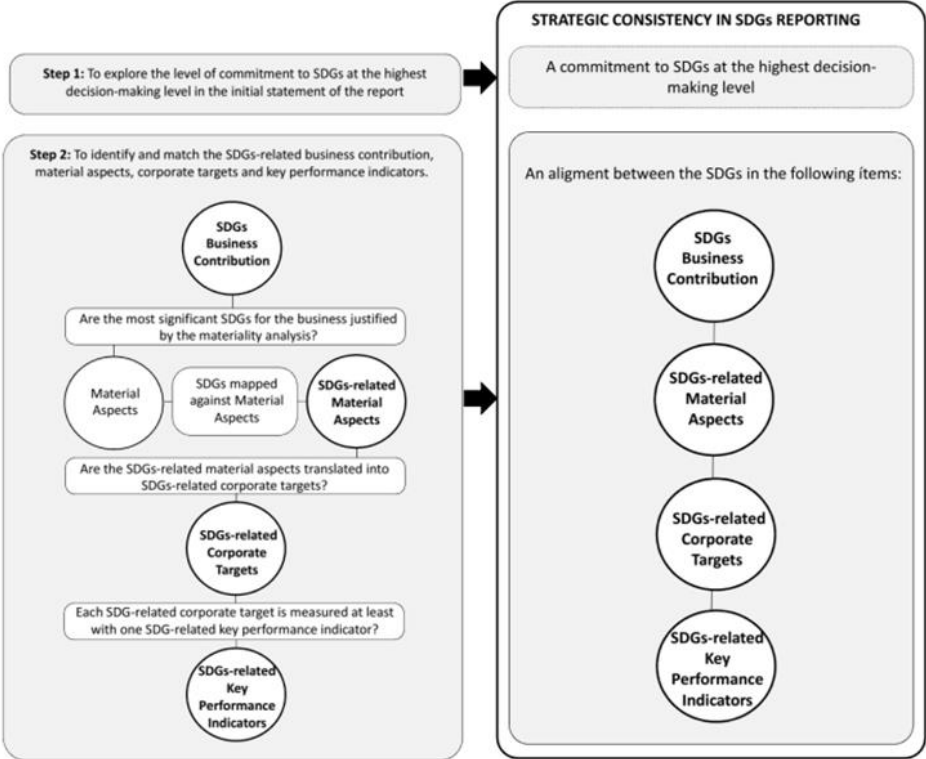 STRATEGIC CONSISTENCY IN SDGs REPORTING
Step 1: To explore the level of commitment to SDGs at the highest
decision-making level in the initial statement of the report
A commitment to SDGs at the highest decision-
making level
Step 2: To identify and match the SDGs-related business contribution,
material aspects, corporate targets and key performance indicators.
SDGs
Business
Contribution
Are the most significant SDGs for the business justified
by the materiality analysis?
Material
Aspects
SDGs mapped
against Material
Aspects
SDGs-related
Material
Aspects
Are the SDGs-related material aspects translated into
SDGs-related corporate targets?
SDGs-related
Corporate
Targets
Each SDG-related corporate target is measured at least
with one SDG-related key performance indicator?
SDGs-related
Key
Performance
Indicators
An aligment between the SDGs in the following ítems:
SDGs
Business
Contribution
SDGs-related
Material
Aspects
SDGs-related
Corporate
Targets
SDGs-related
Key
Performance
Indicators